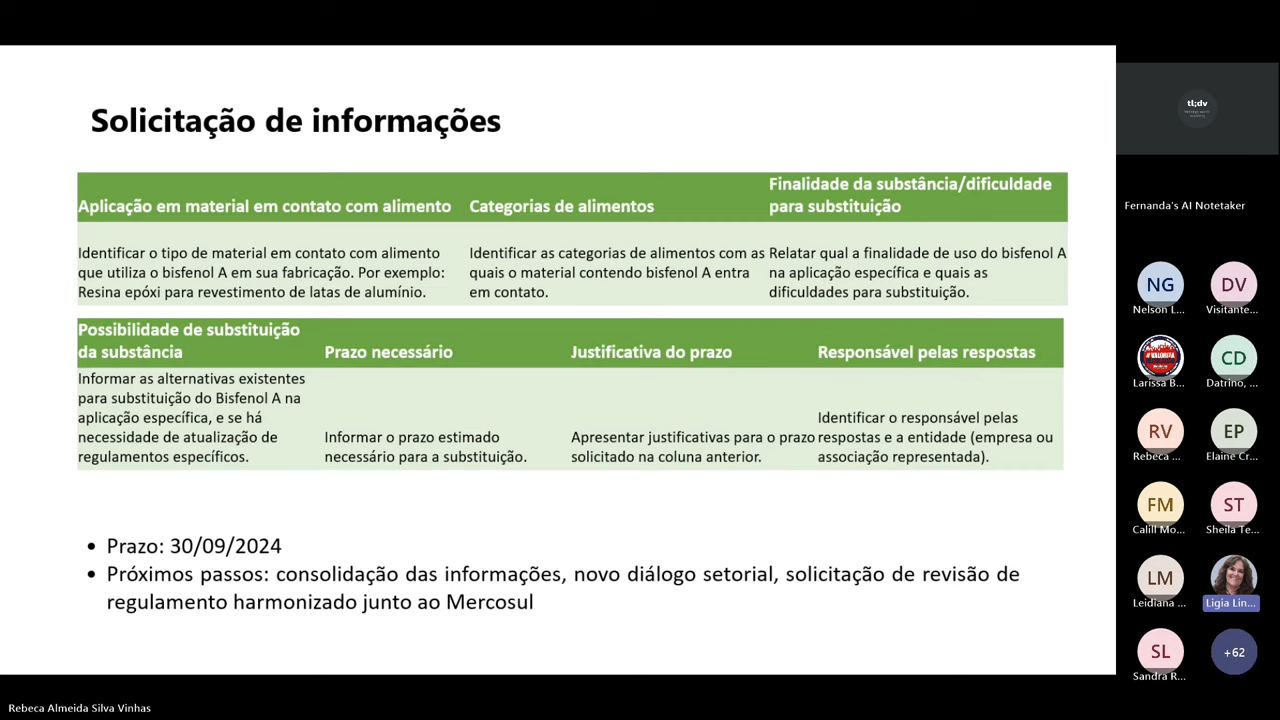 Solicitação de informações
Aplicação em material em contato com alimento
Categorias de alimentos
Finalidade da substância/dificuldade
para substituição
Identificar o tipo de material em contato com alimento
que utiliza o bisfenol A em sua fabricação. Por exemplo:
Resina epóxi para revestimento de latas de alumínio.
Identificar as categorias de alimentos com as
quais o material contendo bisfenol A entra
em contato.
Relatar qual a finalidade de uso do bisfenol A
na aplicação específica e quais as
dificuldades para substituição.
Possibilidade de substituição
da substância
Prazo necessário
Justificativa do prazo
Responsável pelas respostas
Informar as alternativas existentes
para substituição do Bisfenol A na
aplicação específica, e se há
necessidade de atualização de
regulamentos específicos.
Informar o prazo estimado
necessário para a substituição.
Apresentar justificativas para o prazo
solicitado na coluna anterior.
Identificar o responsável pelas
respostas e a entidade (empresa ou
associação representada).
• Prazo: 30/09/2024
• Próximos passos: consolidação das informações, novo diálogo setorial, solicitação de revisão de
regulamento harmonizado junto ao Mercosul
tl;dv
Fernanda's AI Notetaker
NG
Nelson L...
DV
Visitante...
Larissa B...
CD
Datrino, ...
RV
Rebeca ...
EP
Elaine Cr...
FM
Calill Mo...
ST
Sheila Te...
LM
Leidiana ...
Ligia Lin...
SL
Sandra R...
+62
Rebeca Almeida Silva Vinhas